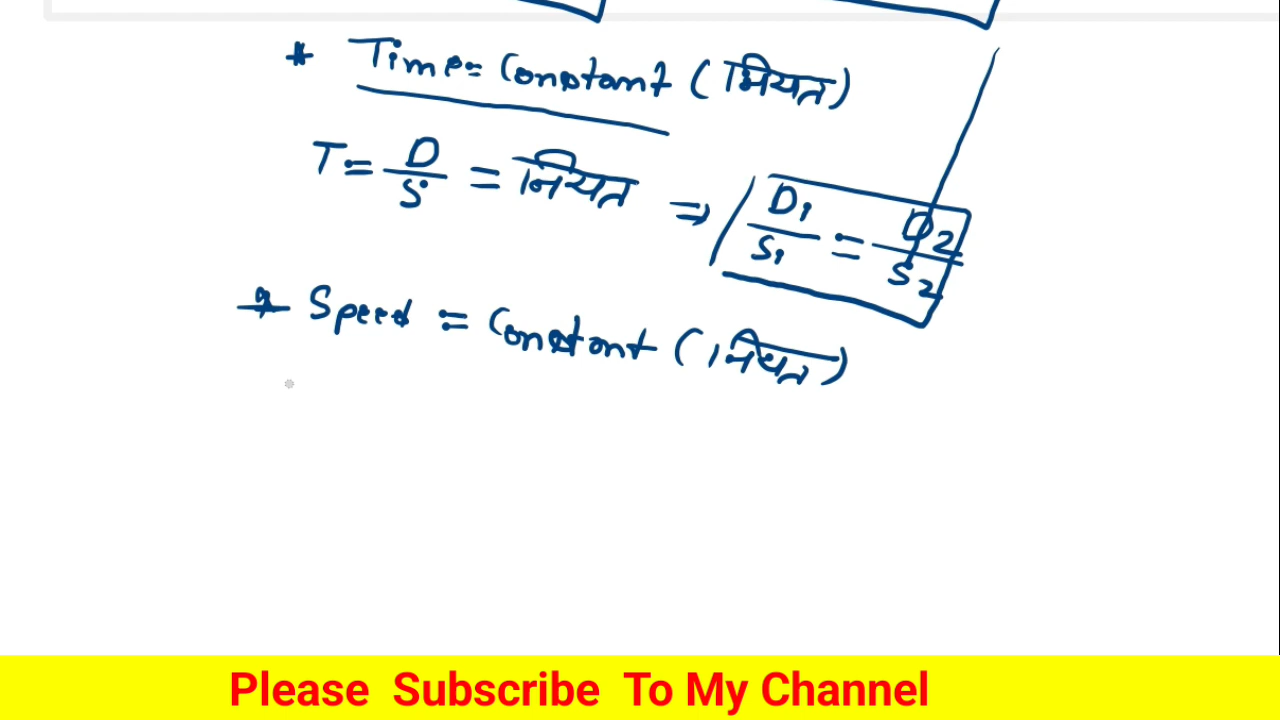 * Time = Constant (नियत)
T = D/S = नियत ⇒ D1/S1 = D2/S2
* Speed = Constant (नियत)
Please Subscribe To My Channel